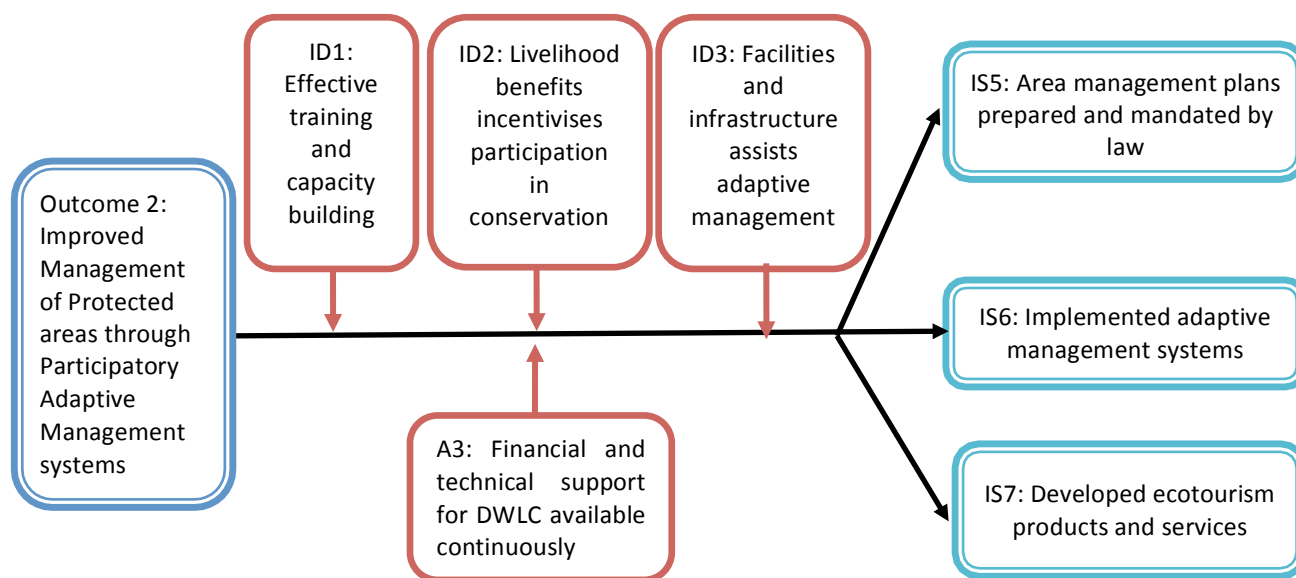 Outcome 2:
Improved
Management
of Protected
areas through
Participatory
Adaptive
Management
systems
ID1:
Effective
training
and
capacity
building
ID2: Livelihood
benefits
incentivises
participation
in
conservation
ID3: Facilities
and
infrastructure
assists
adaptive
management
A3: Financial and
technical support
for DWLC available
continuously
IS5: Area management plans
prepared and mandated by
law
IS6: Implemented adaptive
management systems
IS7: Developed ecotourism
products and services